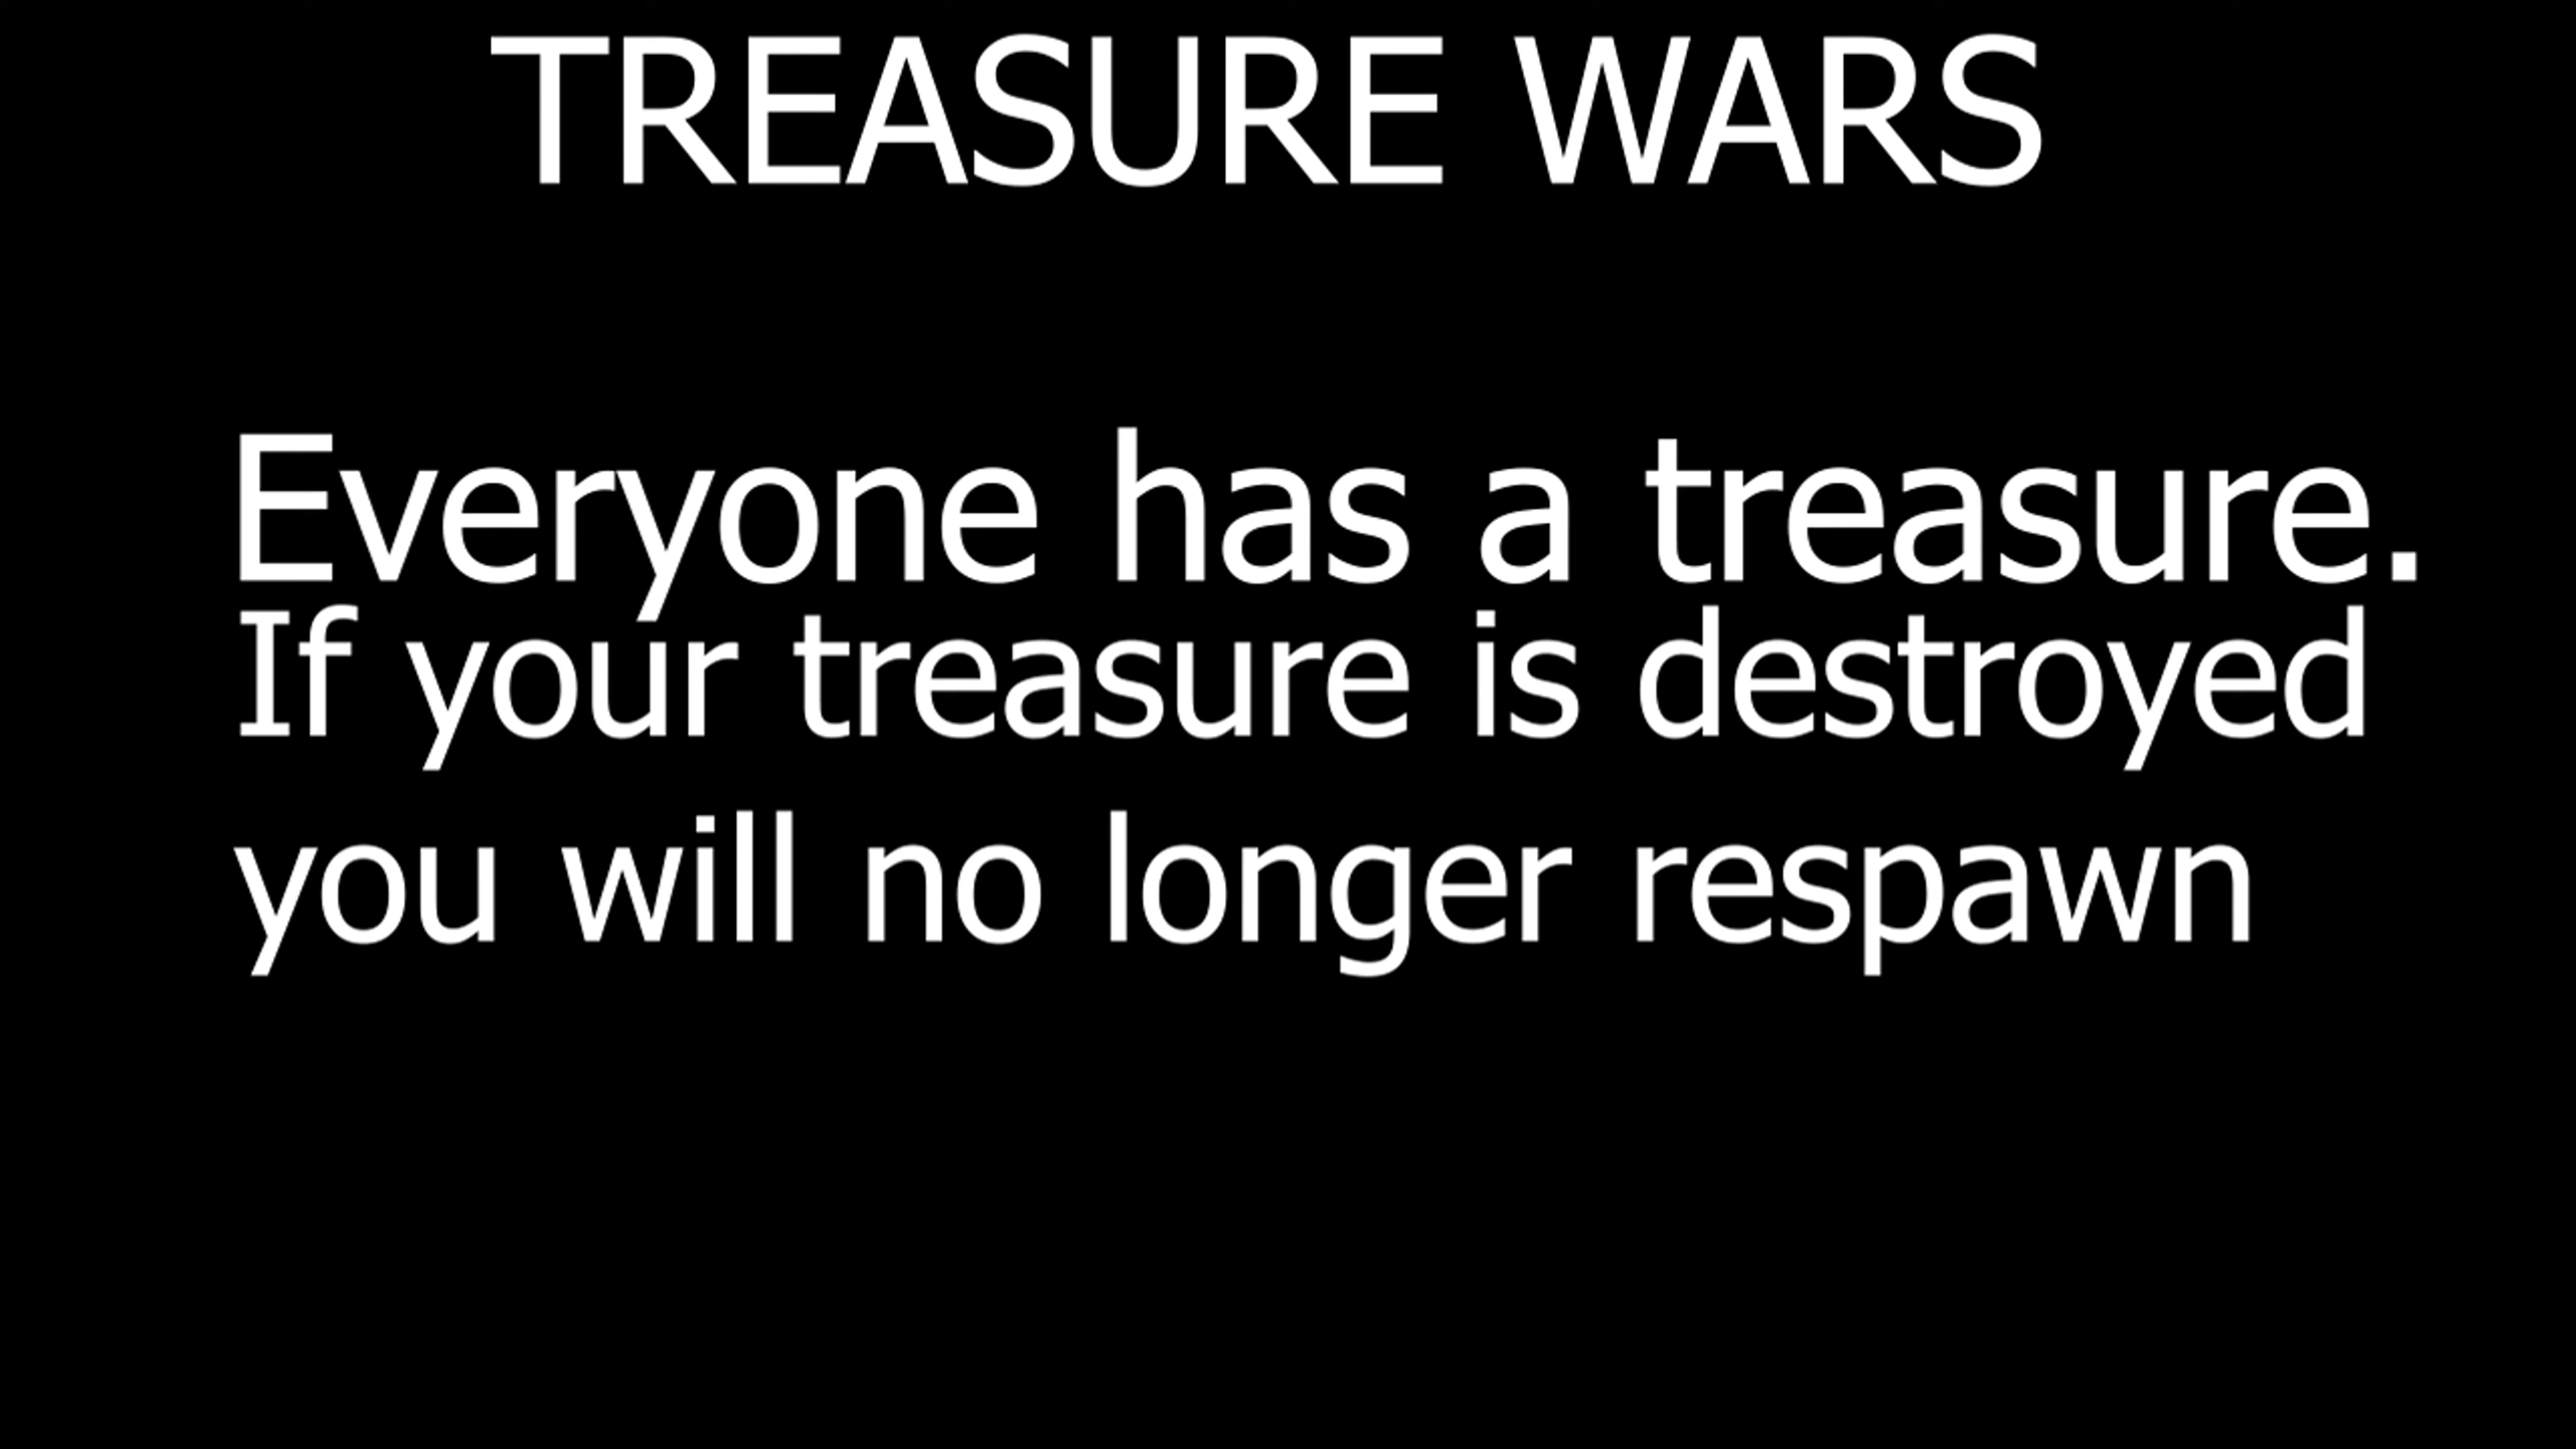 TREASURE WARS
Everyone has a treasure.
If your treasure is destroyed
you will no longer respawn